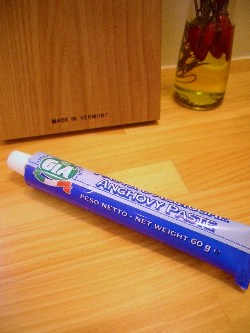 MADE IN VERMONT
GIA
ANCHOVY PASTE
PESO NETTO - NET WEIGHT 60 g e